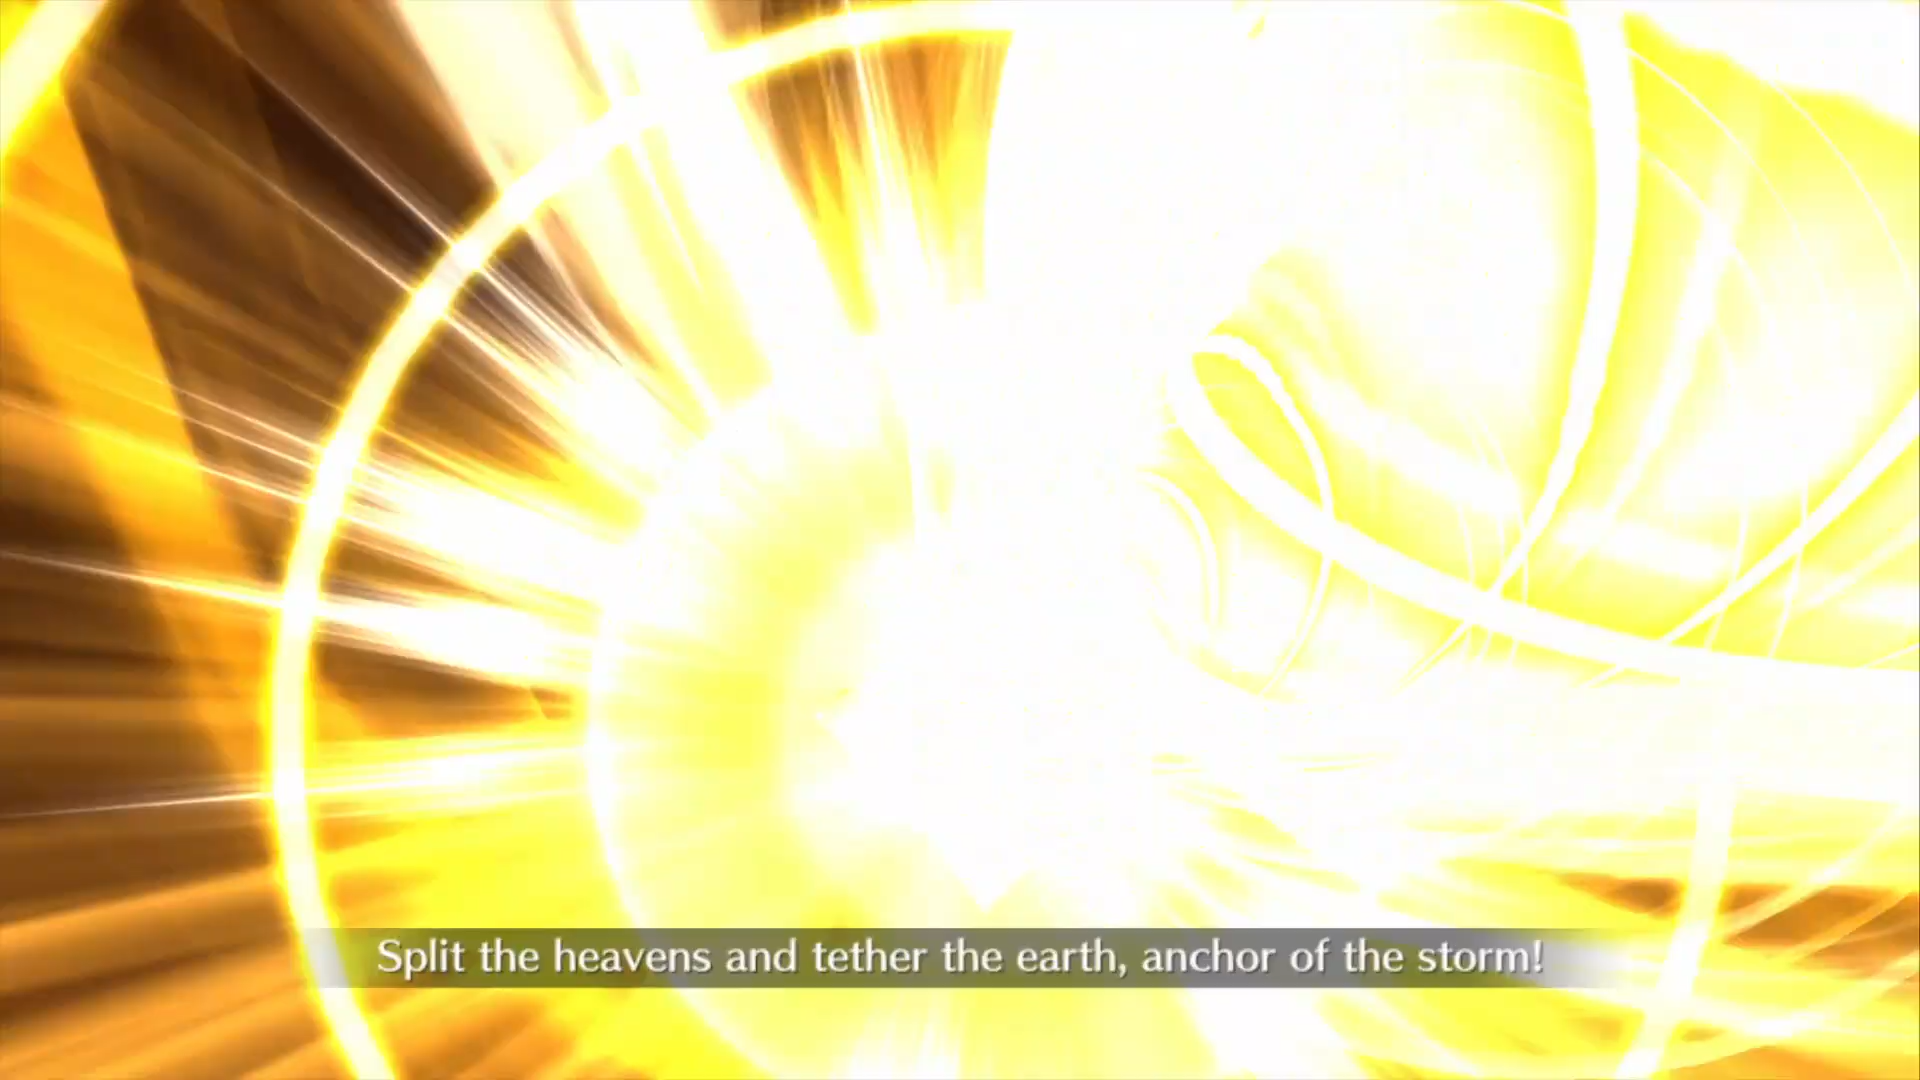 Split the heavens and tether the earth, anchor of the storm!